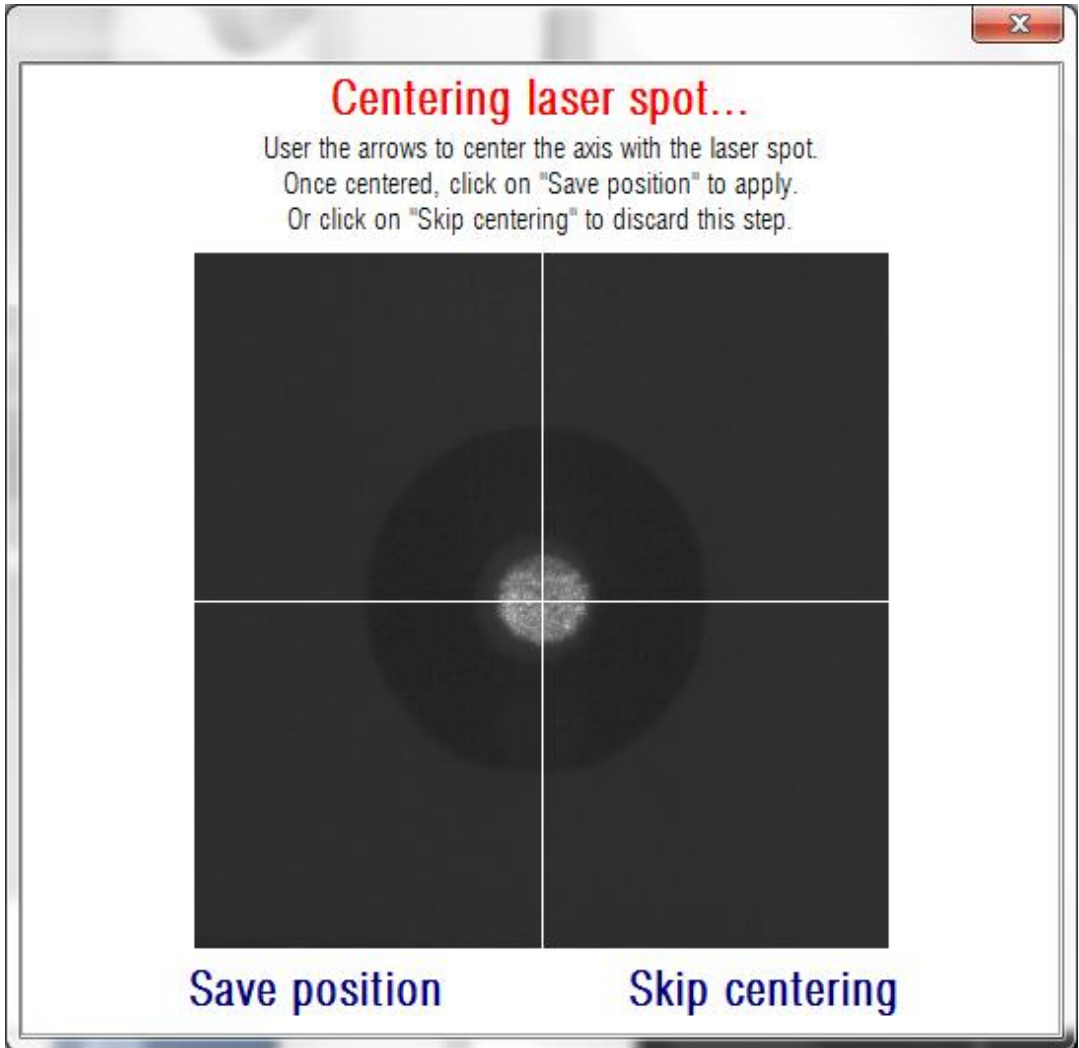 Centering laser spot...
User the arrows to center the axis with the laser spot.
Once centered, click on "Save position" to apply.
Or click on "Skip centering" to discard this step.
Save position
Skip centering